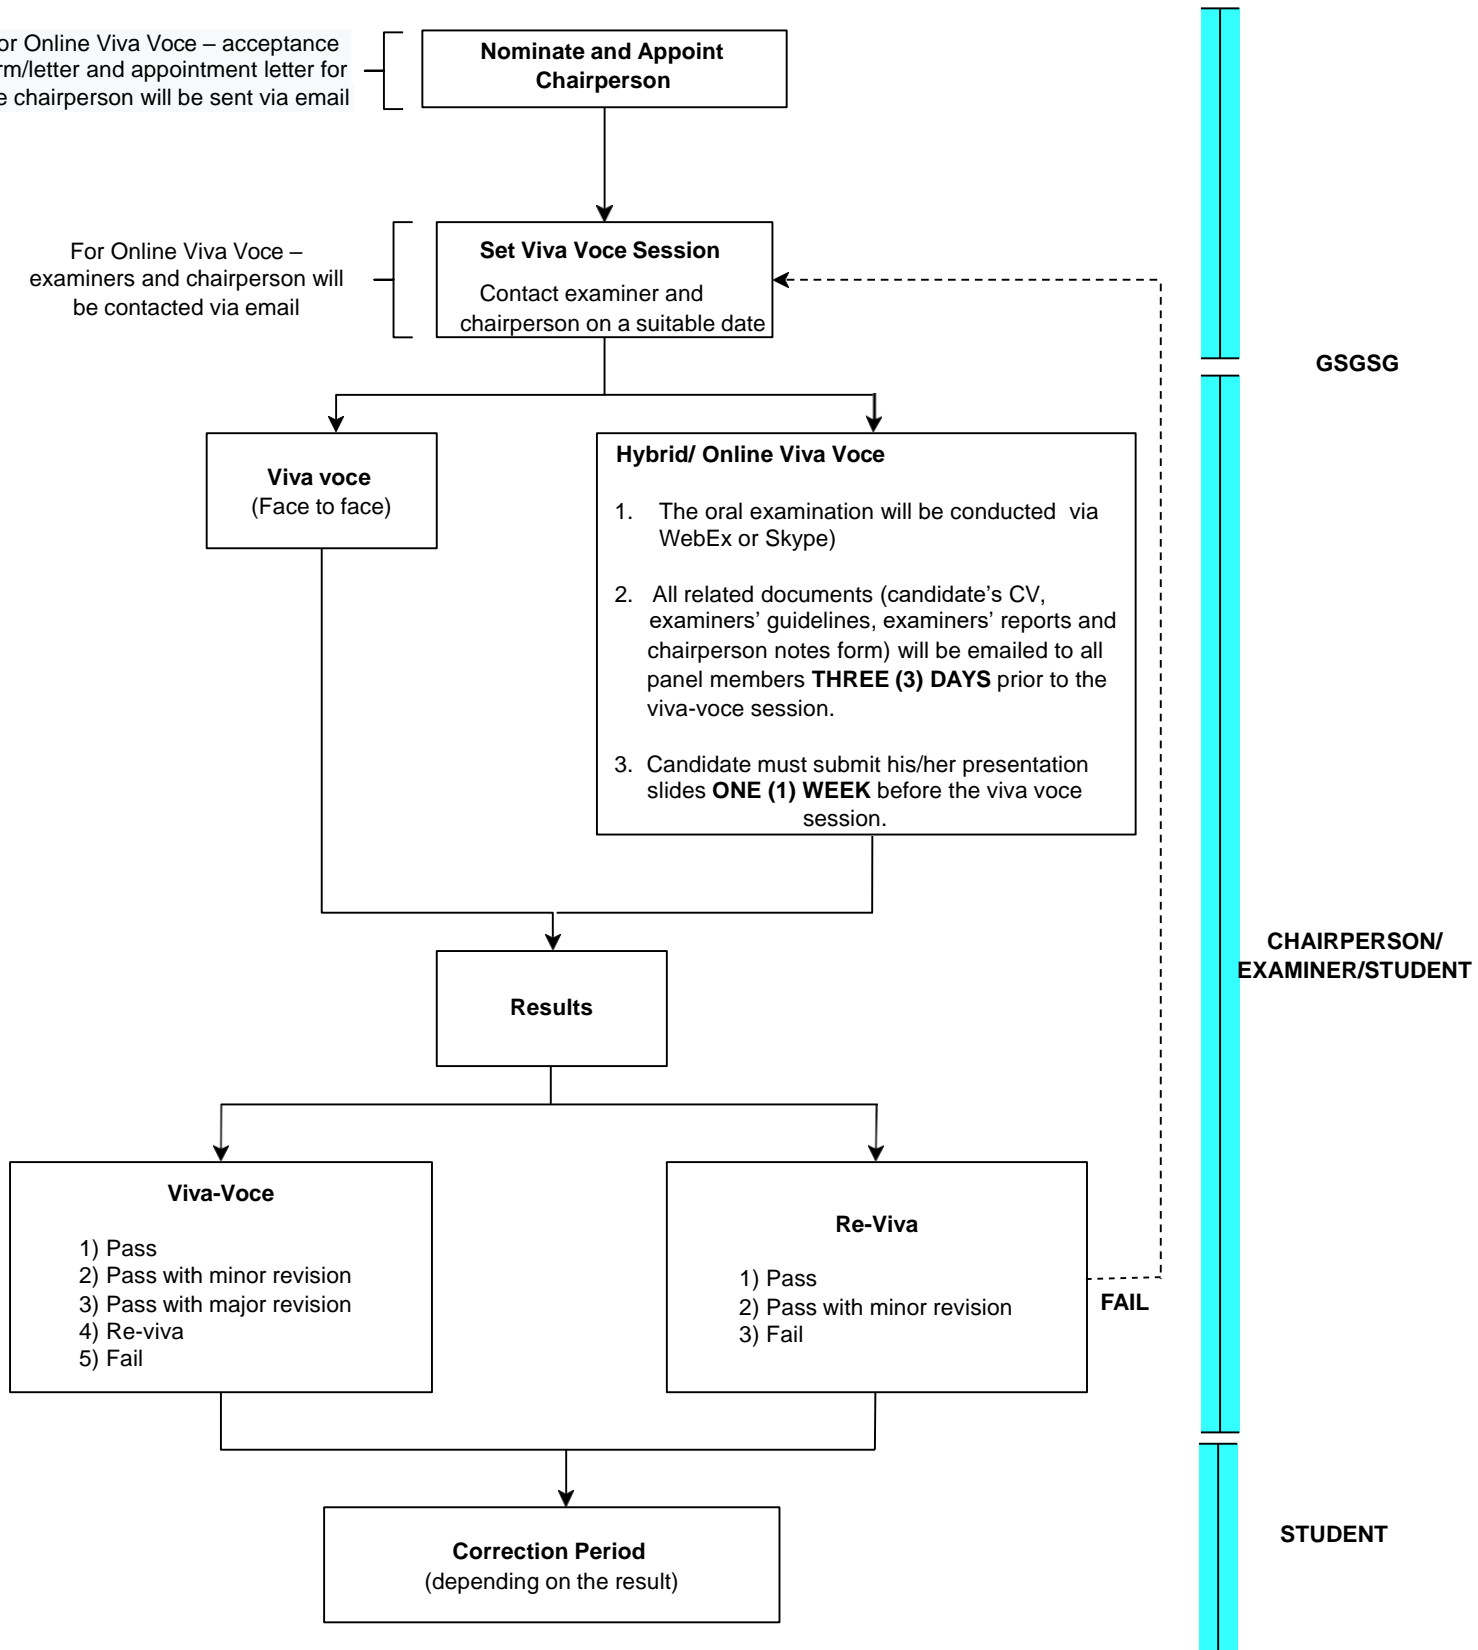 or Online Viva Voce – acceptance
rm/letter and appointment letter for
e chairperson will be sent via email
Nominate and Appoint
Chairperson
For Online Viva Voce –
examiners and chairperson will
be contacted via email
Set Viva Voce Session
Contact examiner and
chairperson on a suitable date
GSGSG
Viva voce
(Face to face)
Hybrid/ Online Viva Voce
1. The oral examination will be conducted via
WebEx or Skype)
2. All related documents (candidate’s CV,
examiners’ guidelines, examiners’ reports and
chairperson notes form) will be emailed to all
panel members THREE (3) DAYS prior to the
viva-voce session.
3. Candidate must submit his/her presentation
slides ONE (1) WEEK before the viva voce
session.
CHAIRPERSON/
EXAMINER/STUDENT
Results
Viva-Voce
1) Pass
2) Pass with minor revision
3) Pass with major revision
4) Re-viva
5) Fail
Re-Viva
1) Pass
2) Pass with minor revision
3) Fail
FAIL
Correction Period
(depending on the result)
STUDENT